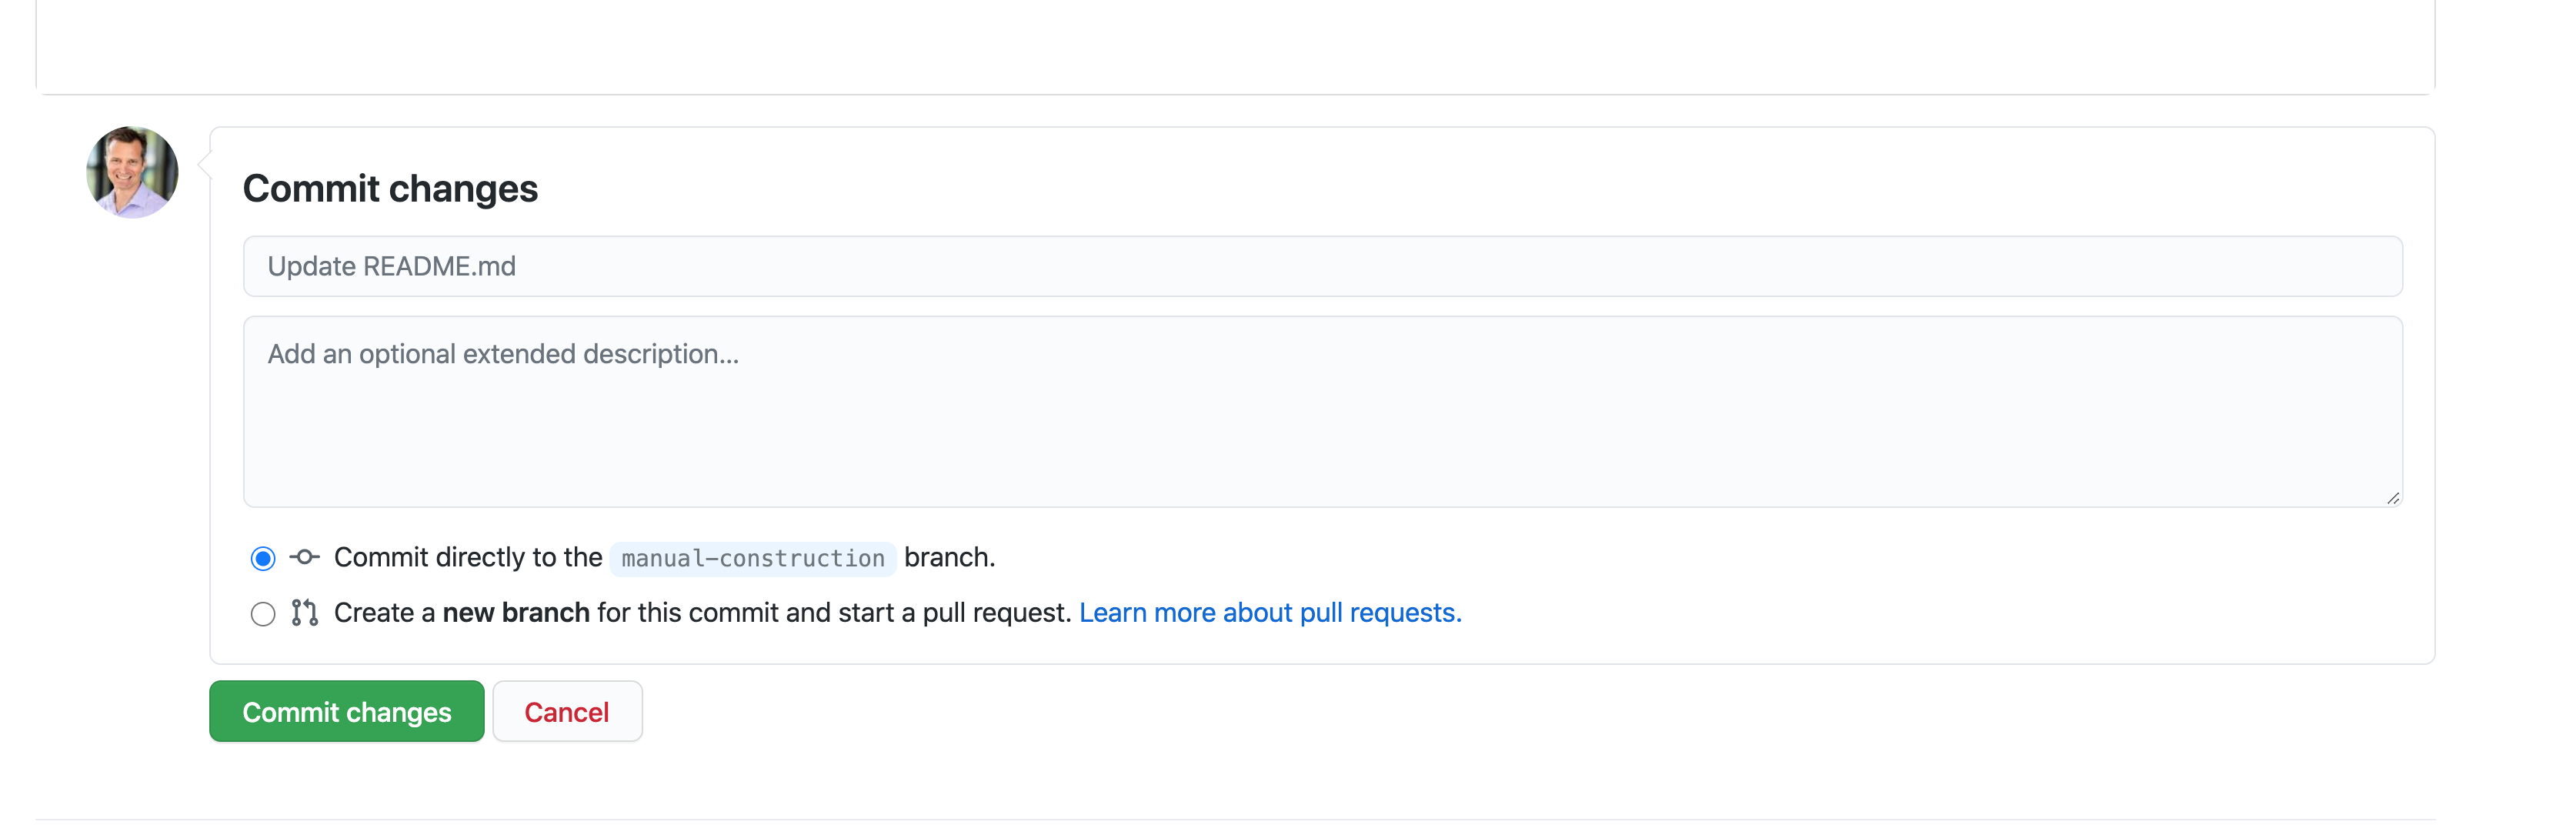 Commit changes
Update README.md
Add an optional extended description...
Commit directly to the manual-construction branch.
Create a new branch for this commit and start a pull request. Learn more about pull requests.
Commit changes
Cancel